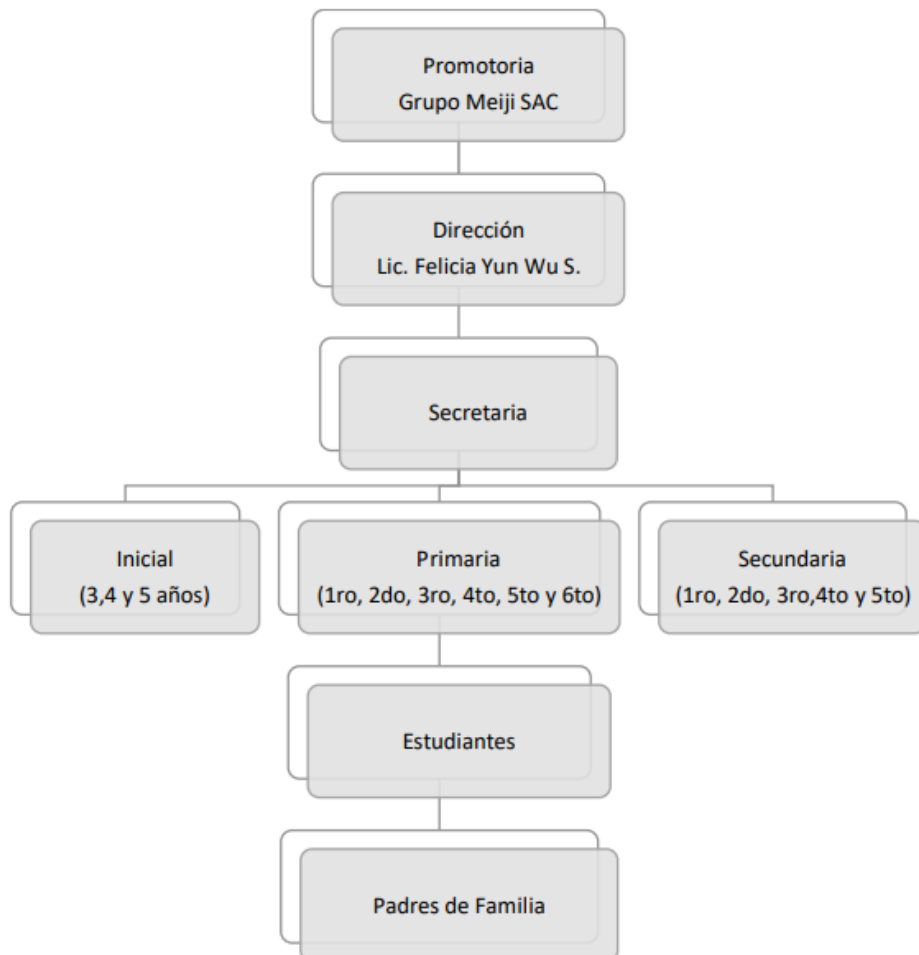 Promotoria
Grupo Meiji SAC
Dirección
Lic. Felicia Yun Wu S.
Secretaria
Inicial
(3,4 y 5 años)
Primaria
(1ro, 2do, 3ro, 4to, 5to y 6to)
Secundaria
(1ro, 2do, 3ro,4to y 5to)
Estudiantes
Padres de Familia